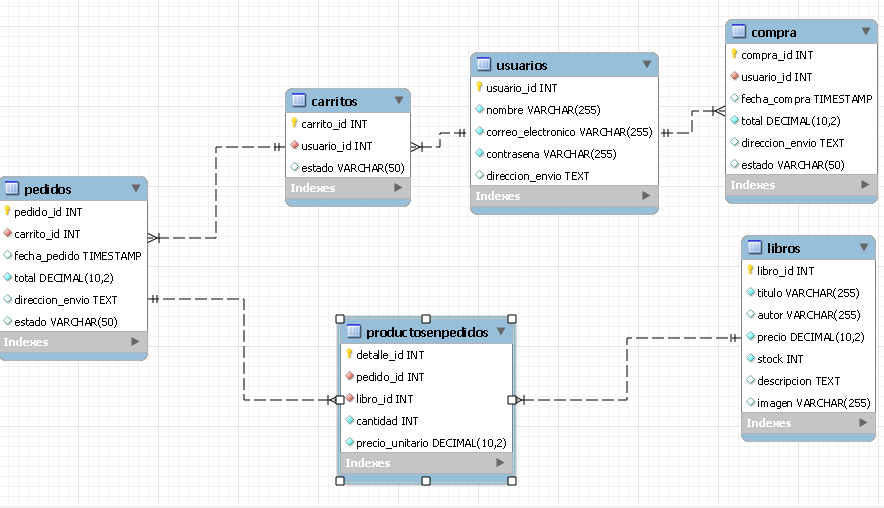 compra
compra_id INT
usuario_id INT
fecha_compra TIMESTAMP
total DECIMAL(10,2)
direccion_envio TEXT
estado VARCHAR(50)
Indexes
usuarios
usuario_id INT
nombre VARCHAR(255)
correo_electronico VARCHAR(255)
contrasena VARCHAR(255)
direccion_envio TEXT
Indexes
carritos
carrito_id INT
usuario_id INT
estado VARCHAR(50)
Indexes
pedidos
pedido_id INT
carrito_id INT
fecha_pedido TIMESTAMP
total DECIMAL(10,2)
direccion_envio TEXT
estado VARCHAR(50)
Indexes
libros
libro_id INT
titulo VARCHAR(255)
autor VARCHAR(255)
precio DECIMAL(10,2)
stock INT
descripcion TEXT
imagen VARCHAR(255)
Indexes
productosenpedidos
detalle_id INT
pedido_id INT
libro_id INT
cantidad INT
precio_unitario DECIMAL(10,2)
Indexes